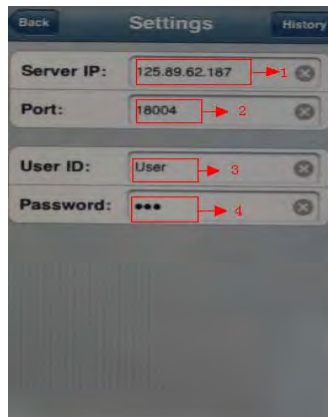 Back Settings History
Server IP: 125.89.62.187 1
Port: 18004 2
User ID: User 3
Password: ●●● 4